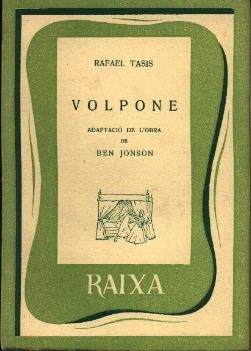 RAFAEL TASIS
VOLPONE
ADAPTACIÓ DE L'OBRA
DE
BEN JONSON
RAIXA